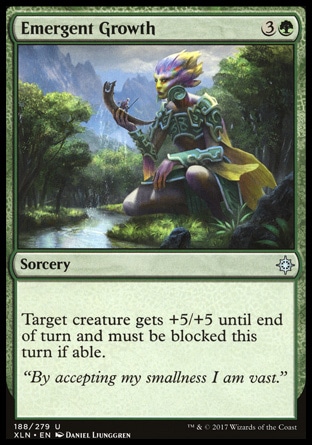 Emergent Growth 3
Sorcery
Target creature gets +5/+5 until end
of turn and must be blocked this
turn if able.
“By accepting my smallness I am vast.”
188/279 U
XLN • EN Daniel Ljunggren
™ & © 2017 Wizards of the Coast